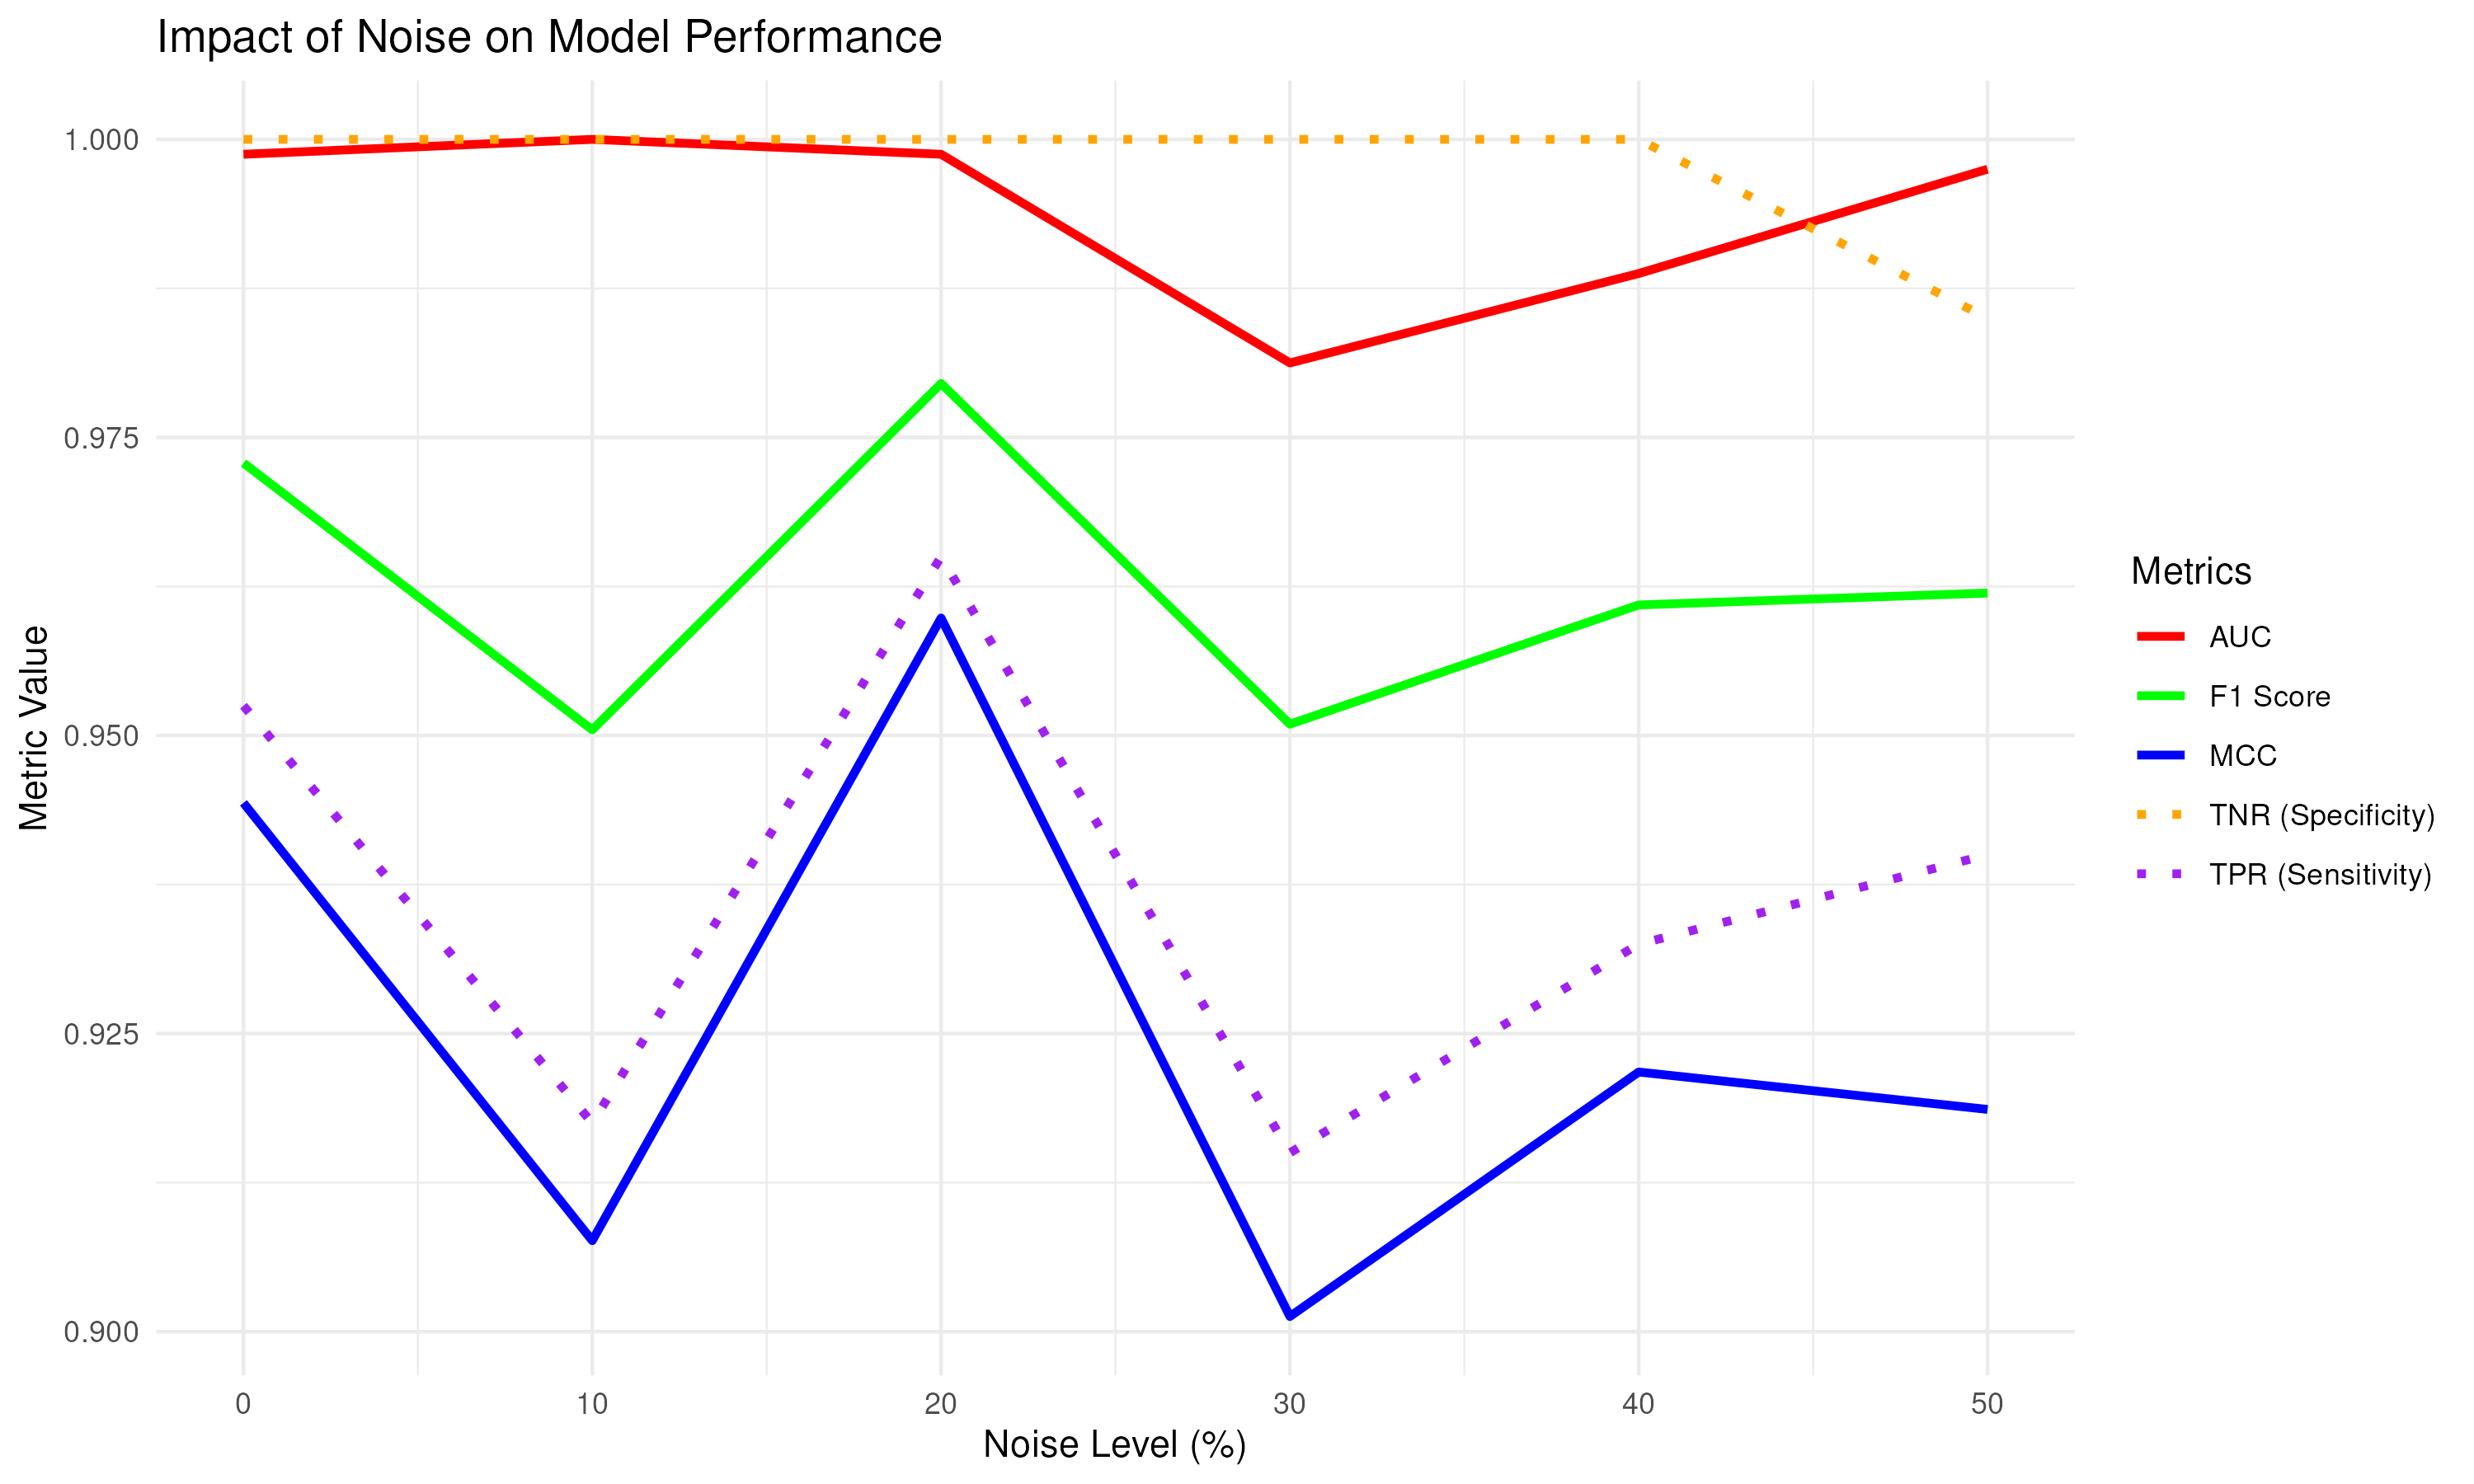 Impact of Noise on Model Performance
1.000
0.975
0.950
0.925
0.900
Metric Value
0
10
20
30
40
50
Noise Level (%)
Metrics
AUC
F1 Score
MCC
TNR (Specificity)
TPR (Sensitivity)